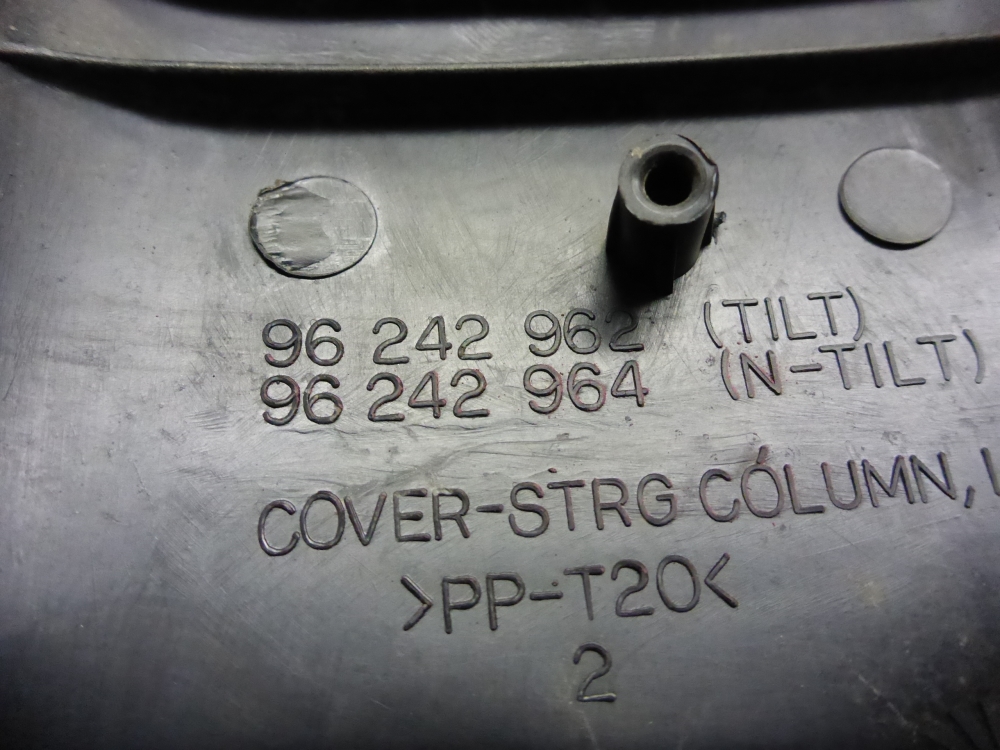 96 242 962 (TILT)
96 242 964 (N-TILT)
COVER-STRG COLUMN,
>PP-T20<
2